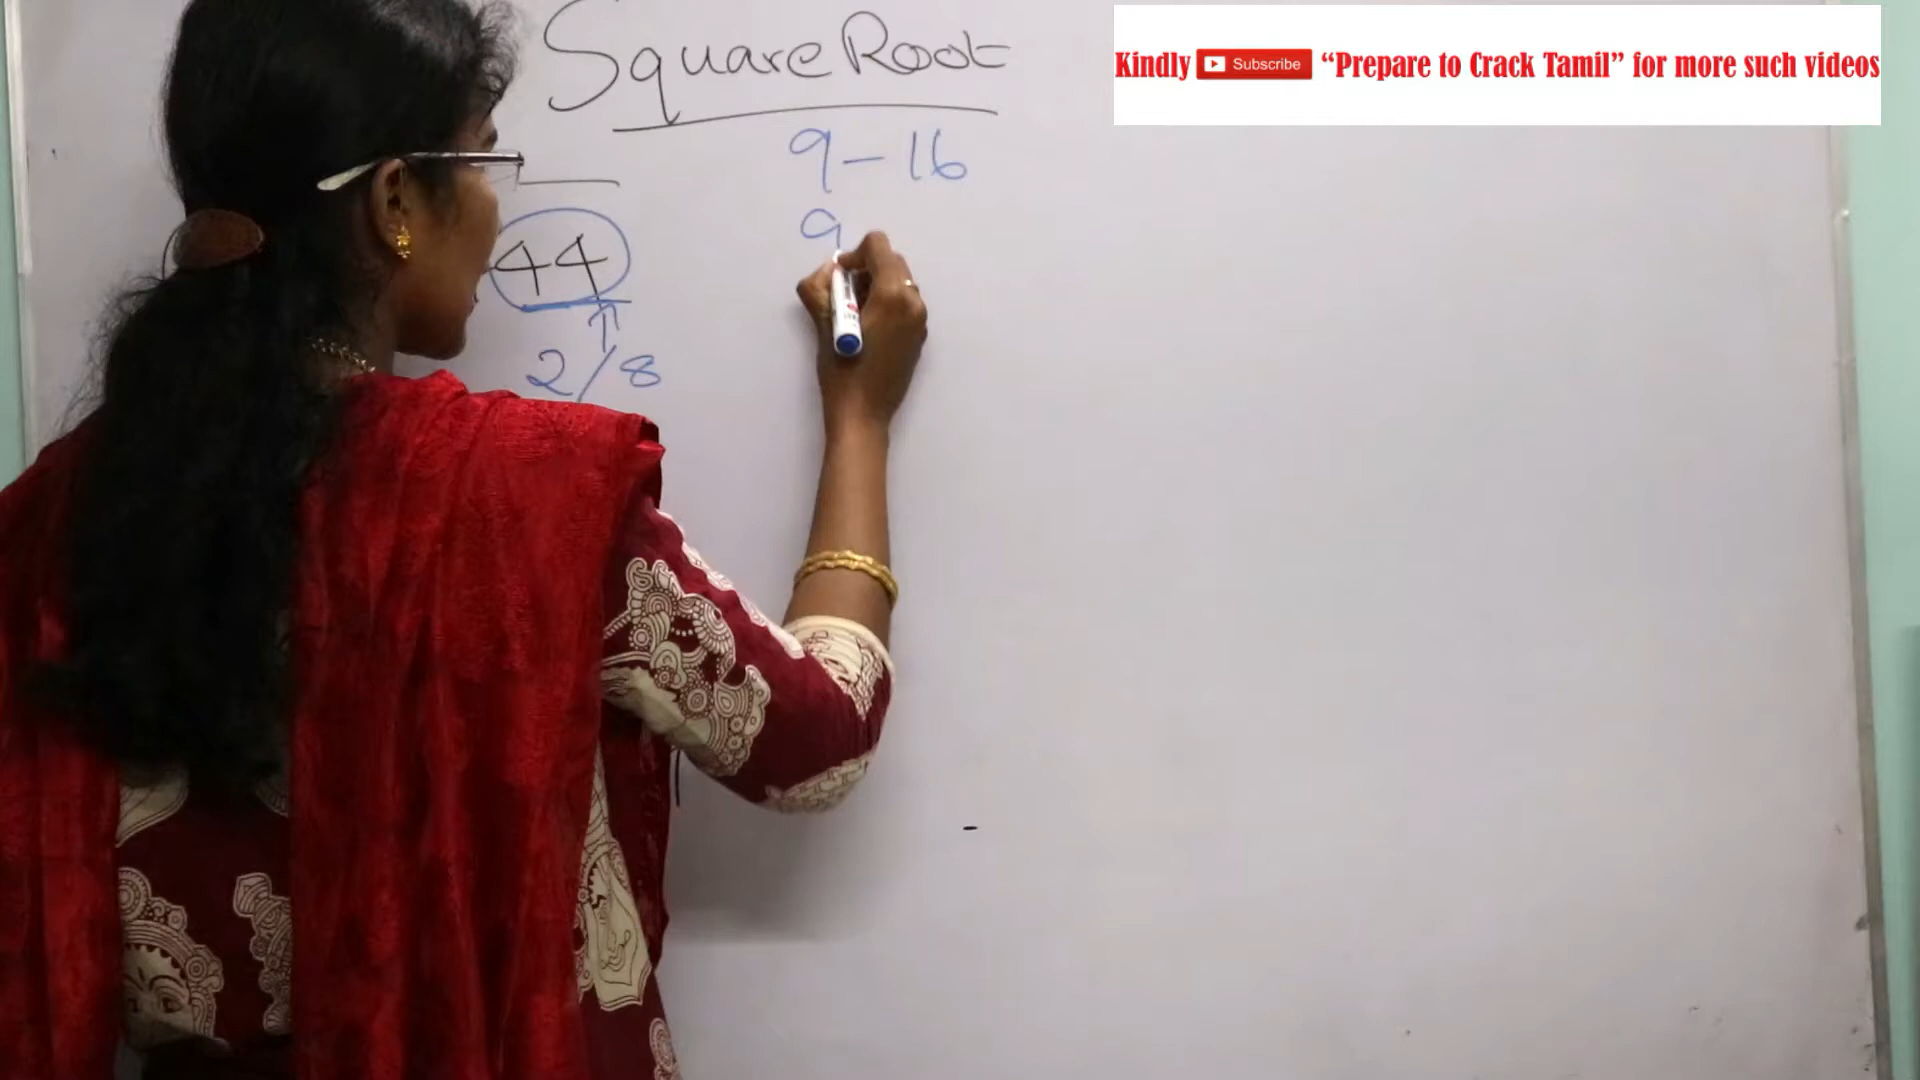 Square Root
Kindly Subscribe “Prepare to Crack Tamil” for more such videos
9 - 16
9
44
2/8